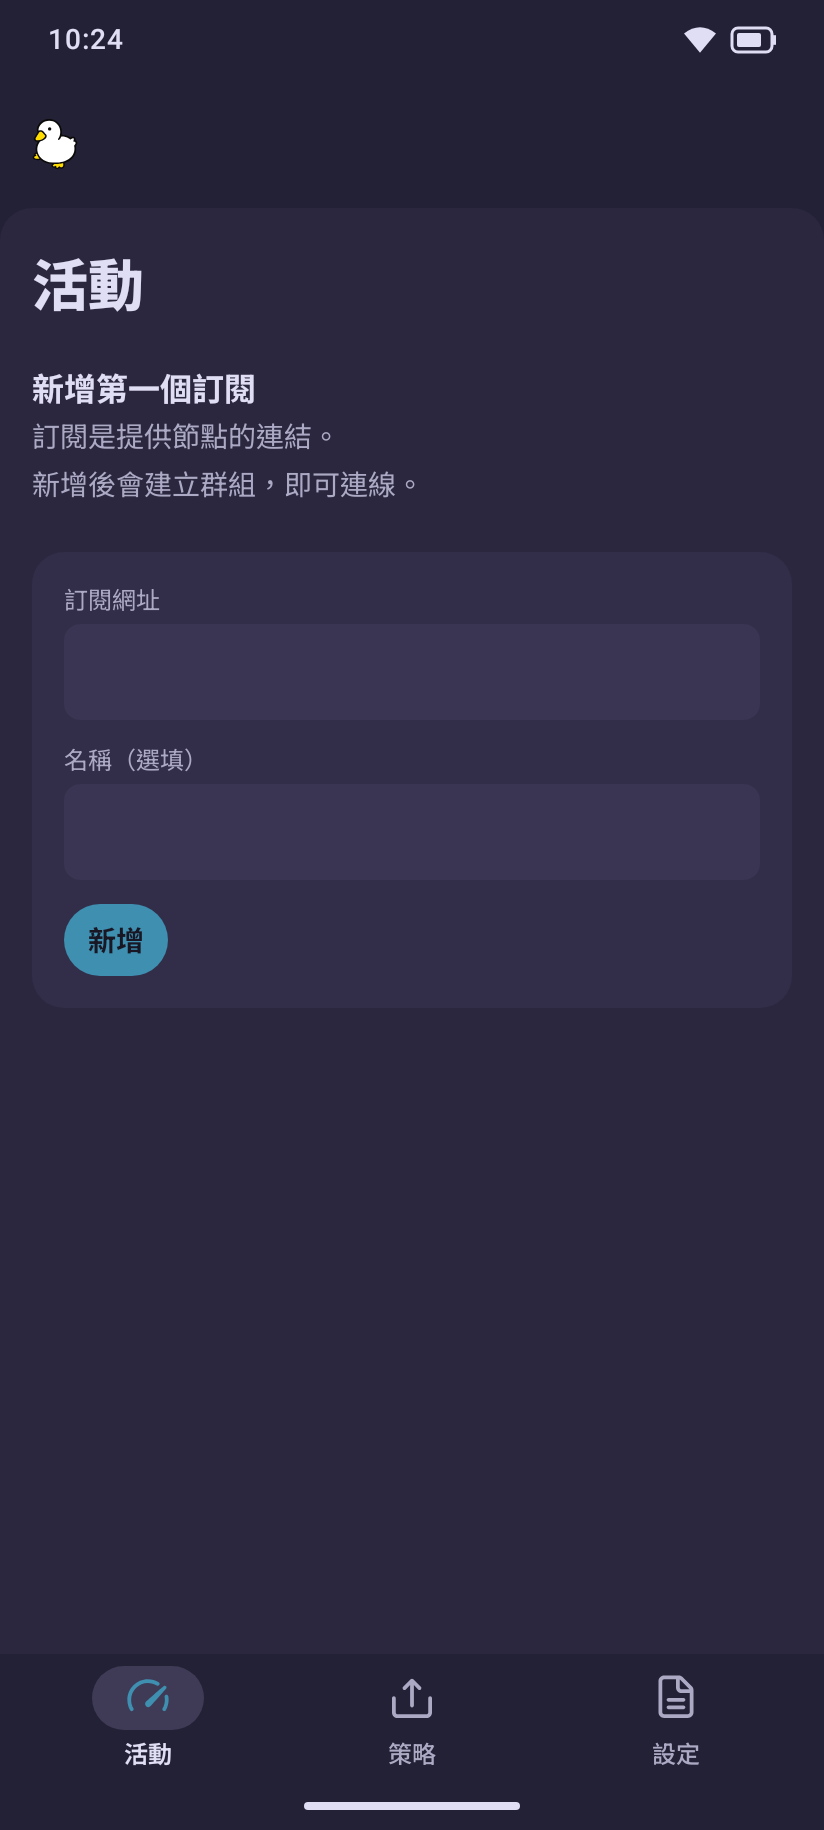 10:24
活動
新增第一個訂閱
訂閱是提供節點的連結。
新增後會建立群組，即可連線。
訂閱網址
名稱（選填）
新增
活動
策略
設定